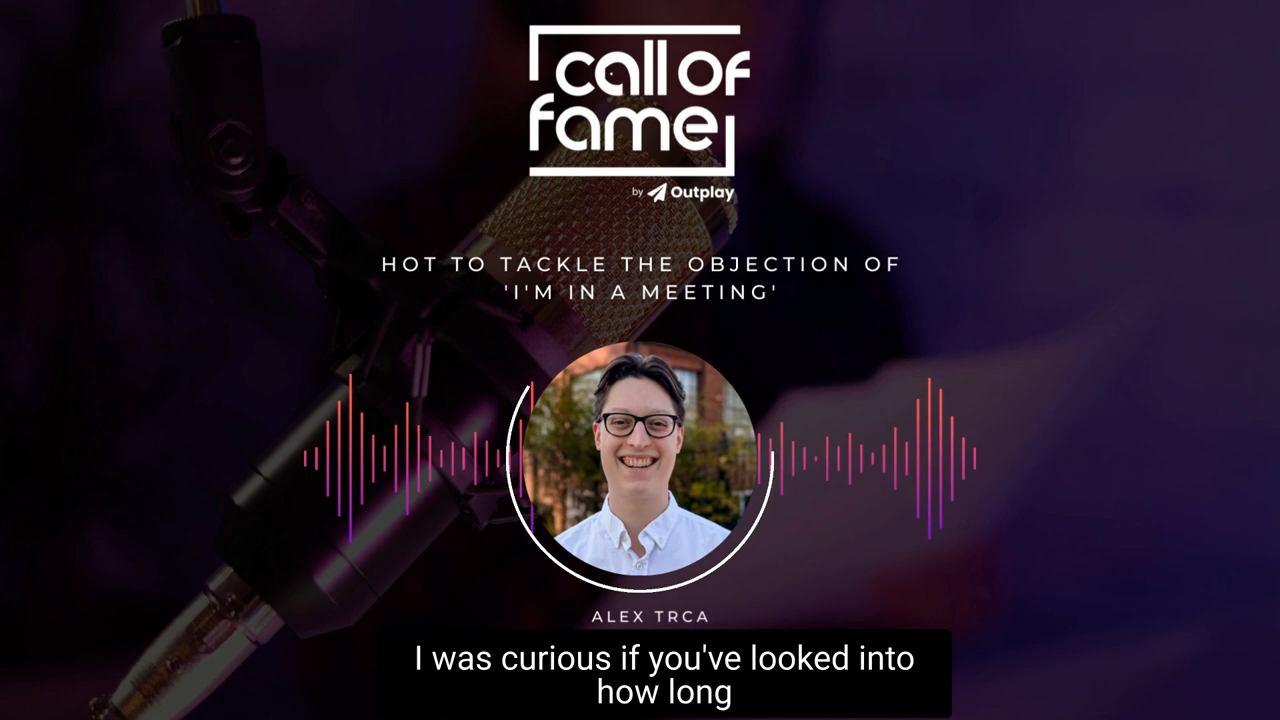 call of
fame
by Outplay
HOT TO TACKLE THE OBJECTION OF
'I'M IN A MEETING'
ALEX TRCA
I was curious if you've looked into
how long